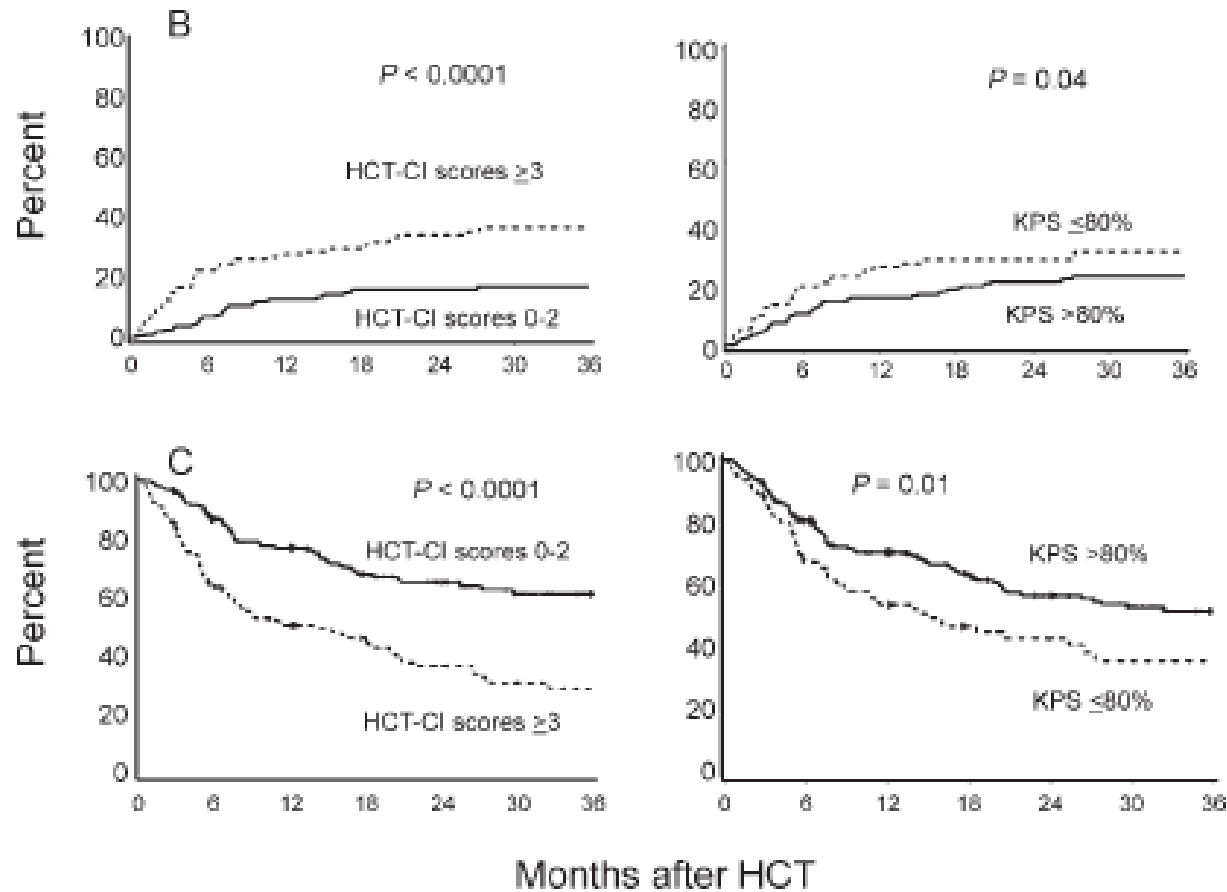 B
Percent
100
80
60
40
20
0
P < 0.0001
HCT-CI scores ≥3
HCT-CI scores 0-2
0 6 12 18 24 30 36
100
80
60
40
20
0
P = 0.04
KPS ≤80%
KPS >80%
0 6 12 18 24 30 36
C
Percent
100
80
60
40
20
0
P < 0.0001
HCT-CI scores 0-2
HCT-CI scores ≥3
0 6 12 18 24 30 36
100
80
60
40
20
0
P = 0.01
KPS >80%
KPS ≤80%
0 6 12 18 24 30 36
Months after HCT